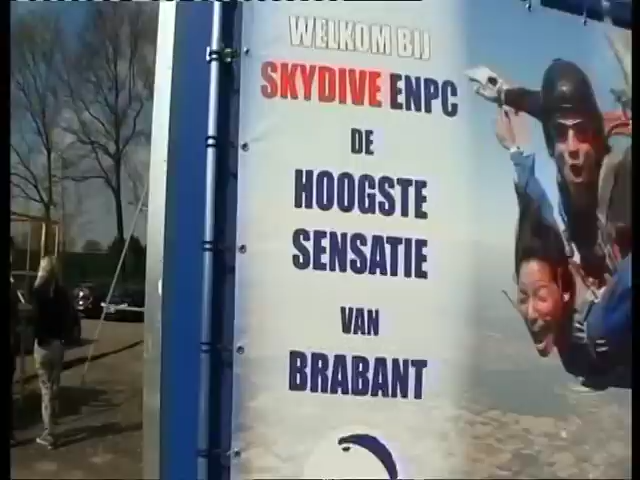 WELKOM BIJ
SKYDIVE ENPC
DE
HOOGSTE
SENSATIE
VAN
BRABANT